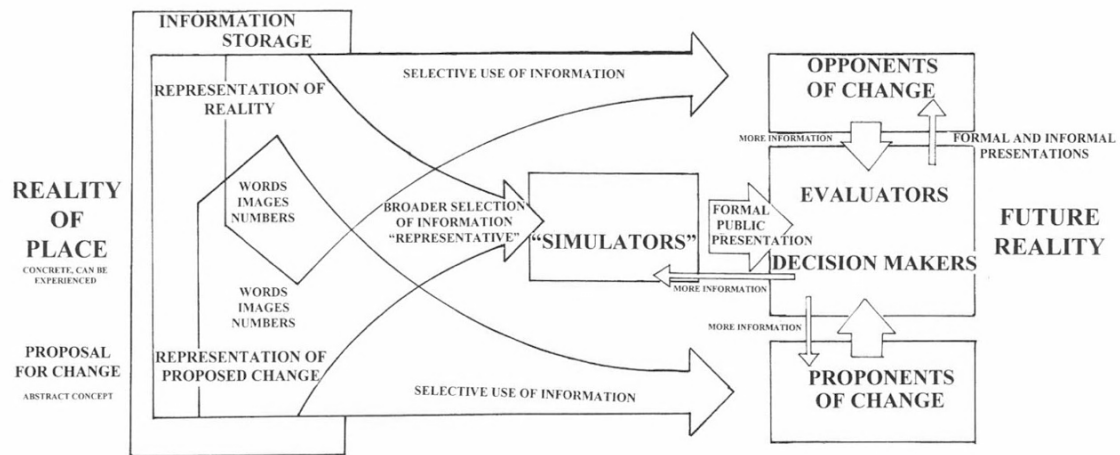 REALITY
OF
PLACE
CONCRETE, CAN BE
EXPERIENCED
PROPOSAL
FOR CHANGE
ABSTRACT CONCEPT
INFORMATION
STORAGE
REPRESENTATION OF
REALITY
WORDS
IMAGES
NUMBERS
WORDS
IMAGES
NUMBERS
REPRESENTATION OF
PROPOSED CHANGE
SELECTIVE USE OF INFORMATION
BROADER SELECTION
OF INFORMATION
“REPRESENTATIVE”
SELECTIVE USE OF INFORMATION
“SIMULATORS”
FORMAL
PUBLIC
PRESENTATION
MORE INFORMATION
OPPONENTS
OF CHANGE
MORE INFORMATION
FORMAL AND INFORMAL
PRESENTATIONS
EVALUATORS
DECISION MAKERS
MORE INFORMATION
PROPONENTS
OF CHANGE
FUTURE
REALITY